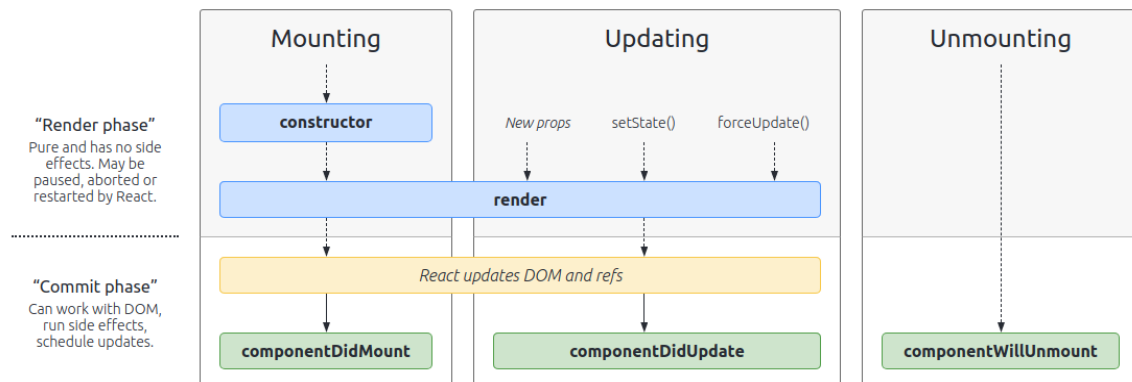 Mounting
Updating
Unmounting
constructor
“Render phase”
Pure and has no side
effects. May be
paused, aborted or
restarted by React.
New props
setState()
forceUpdate()
render
React updates DOM and refs
“Commit phase”
Can work with DOM,
run side effects,
schedule updates.
componentDidMount
componentDidUpdate
componentWillUnmount